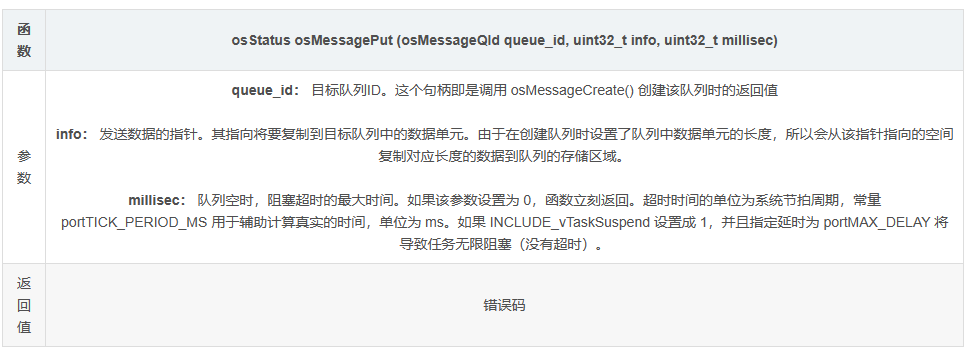 函
数
osStatus osMessagePut (osMessageQId queue_id, uint32_t info, uint32_t millisec)
参
数
queue_id： 目标队列ID。这个句柄即是调用 osMessageCreate() 创建该队列时的返回值
info： 发送数据的指针。其指向将要复制到目标队列中的数据单元。由于在创建队列时设置了队列中数据单元的长度，所以会从该指针指向的空间
复制对应长度的数据到队列的存储区域。
millisec： 队列空时，阻塞超时的最大时间。如果该参数设置为 0，函数立刻返回。超时时间的单位为系统节拍周期，常量
portTICK_PERIOD_MS 用于辅助计算真实的时间，单位为 ms。如果 INCLUDE_vTaskSuspend 设置成 1，并且指定延时为 portMAX_DELAY 将
导致任务无限阻塞（没有超时）。
返
回
值
错误码